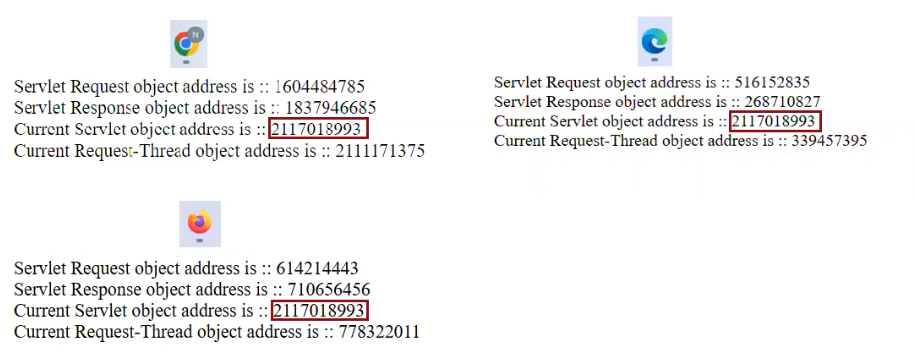 N
Servlet Request object address is :: 1604484785
Servlet Response object address is :: 1837946685
Current Servlet object address is :: 2117018993
Current Request-Thread object address is :: 2111171375
Servlet Request object address is :: 516152835
Servlet Response object address is :: 268710827
Current Servlet object address is :: 2117018993
Current Request-Thread object address is :: 339457395
Servlet Request object address is :: 614214443
Servlet Response object address is :: 710656456
Current Servlet object address is :: 2117018993
Current Request-Thread object address is :: 778322011